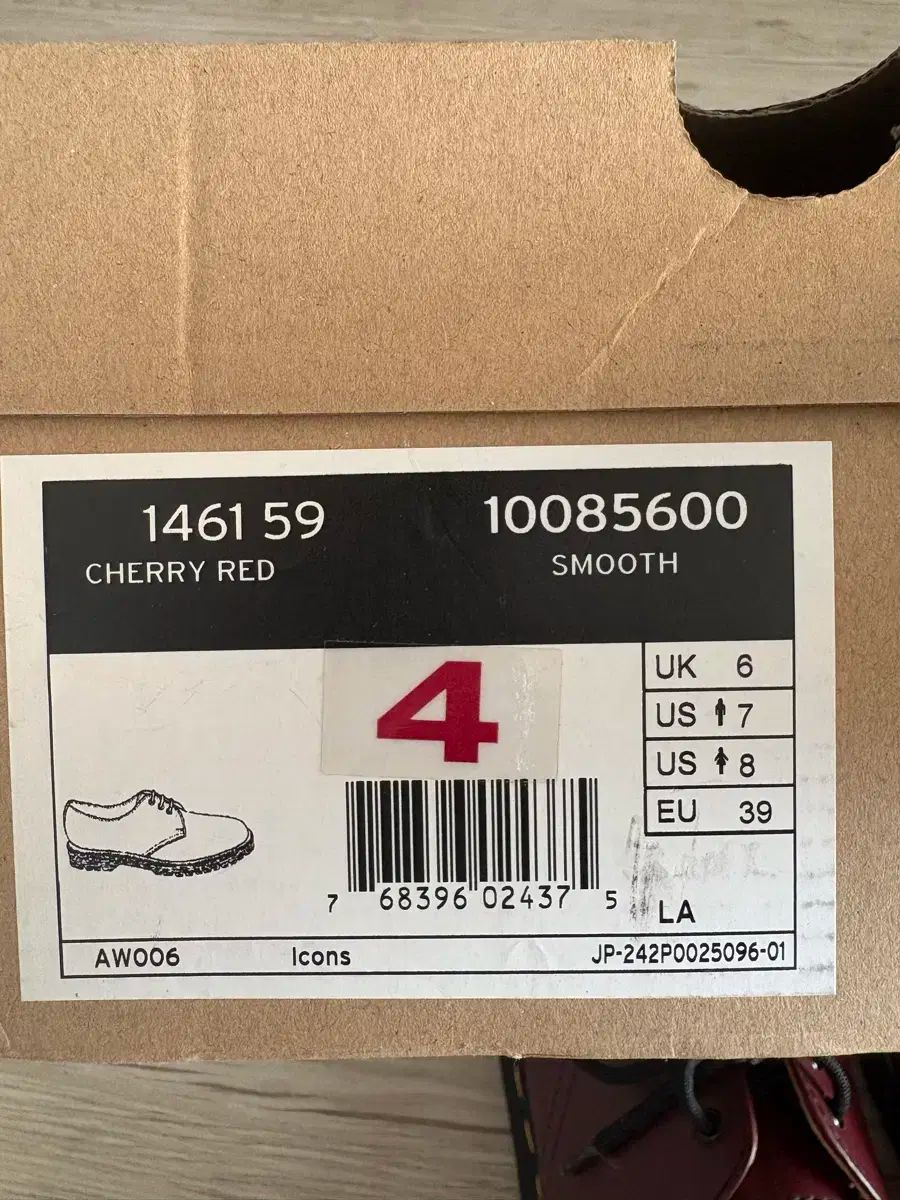 1461 59 10085600
CHERRY RED SMOOTH
4
UK 6
US 7
US 8
EU 39
7 68396 02437 5
LA
AW006 Icons JP-242P0025096-01